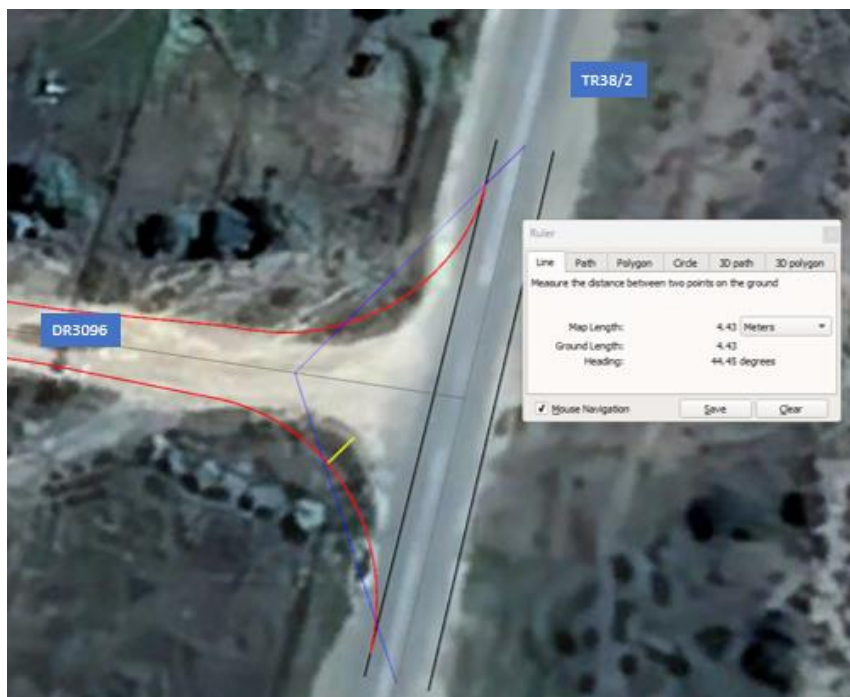 TR38/2
Ruler
Line Path Polygon Circle 3D path 3D polygon
Measure the distance between two points on the ground
Map Length: 4.43 Meters
Ground Length: 4.43
Heading: 44.45 degrees
Mouse Navigation Save Clear
DR3096